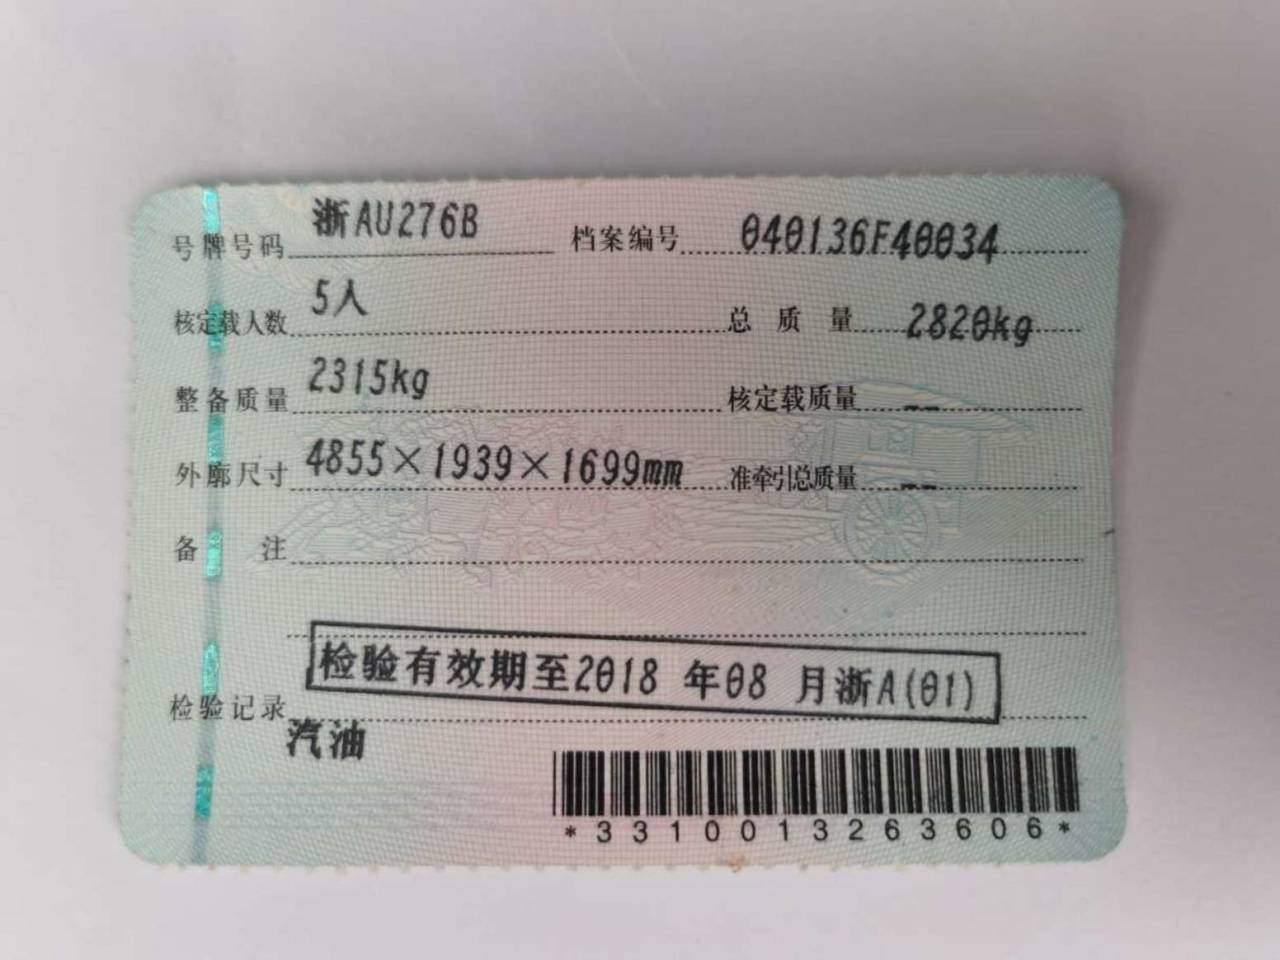 号牌号码 浙AU276B 档案编号 040136F40034
核定载人数 5人 总质量 2820kg
整备质量 2315kg 核定载质量 --
外廓尺寸 4855×1939×1699mm 准牵引总质量 --
备注
检验记录 检验有效期至2018 年08 月浙A(01)
汽油
*3310013263606*